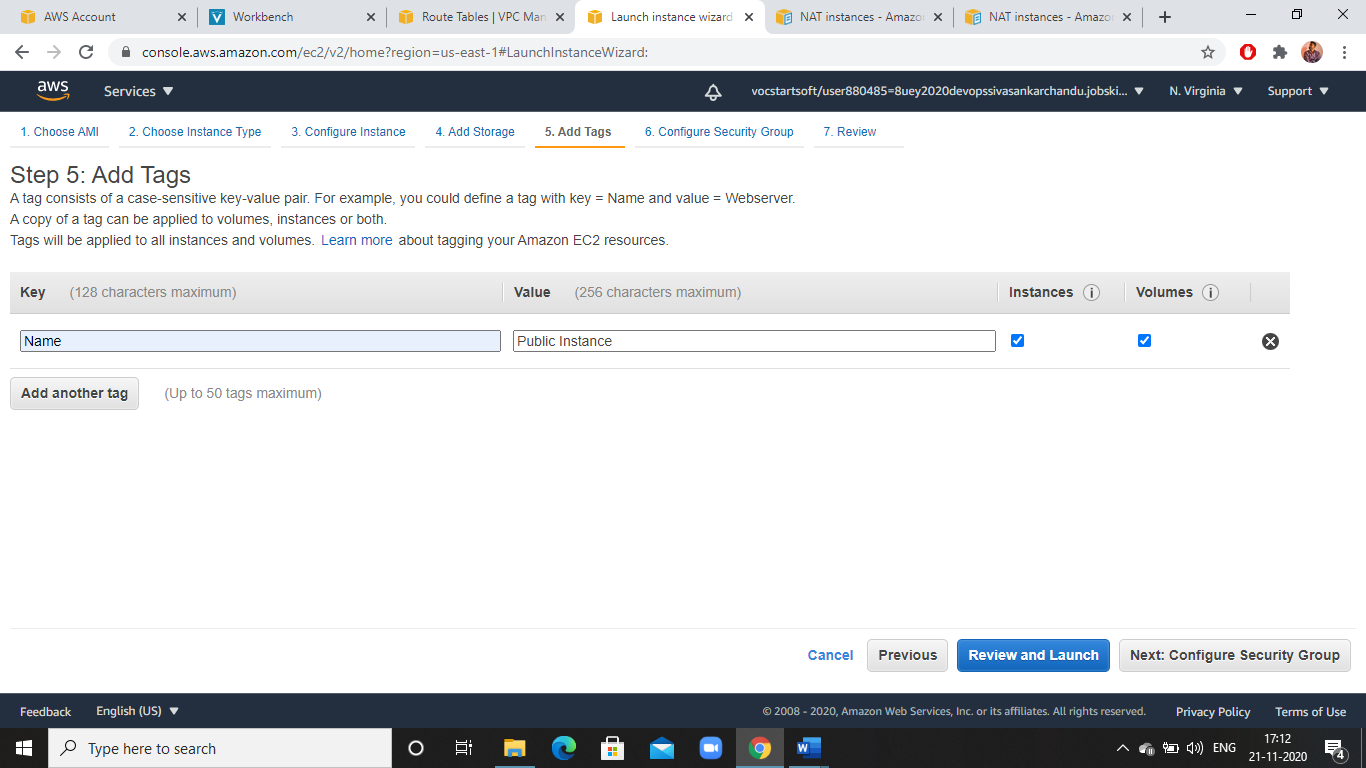 AWS Account
Workbench
Route Tables | VPC Man
Launch instance wizard
NAT instances - Amazo
NAT instances - Amazo
console.aws.amazon.com/ec2/v2/home?region=us-east-1#LaunchInstanceWizard:
aws
Services
vocstartsoft/user880485=8uey2020devopssivasankarchandu.jobski...
N. Virginia
Support
1. Choose AMI
2. Choose Instance Type
3. Configure Instance
4. Add Storage
5. Add Tags
6. Configure Security Group
7. Review
Step 5: Add Tags
A tag consists of a case-sensitive key-value pair. For example, you could define a tag with key = Name and value = Webserver.
A copy of a tag can be applied to volumes, instances or both.
Tags will be applied to all instances and volumes. Learn more about tagging your Amazon EC2 resources.
Key (128 characters maximum)
Value (256 characters maximum)
Instances
Volumes
Name
Public Instance
Add another tag
(Up to 50 tags maximum)
Cancel
Previous
Review and Launch
Next: Configure Security Group
Feedback
English (US)
© 2008 - 2020, Amazon Web Services, Inc. or its affiliates. All rights reserved.
Privacy Policy
Terms of Use
Type here to search
ENG
17:12
21-11-2020
4